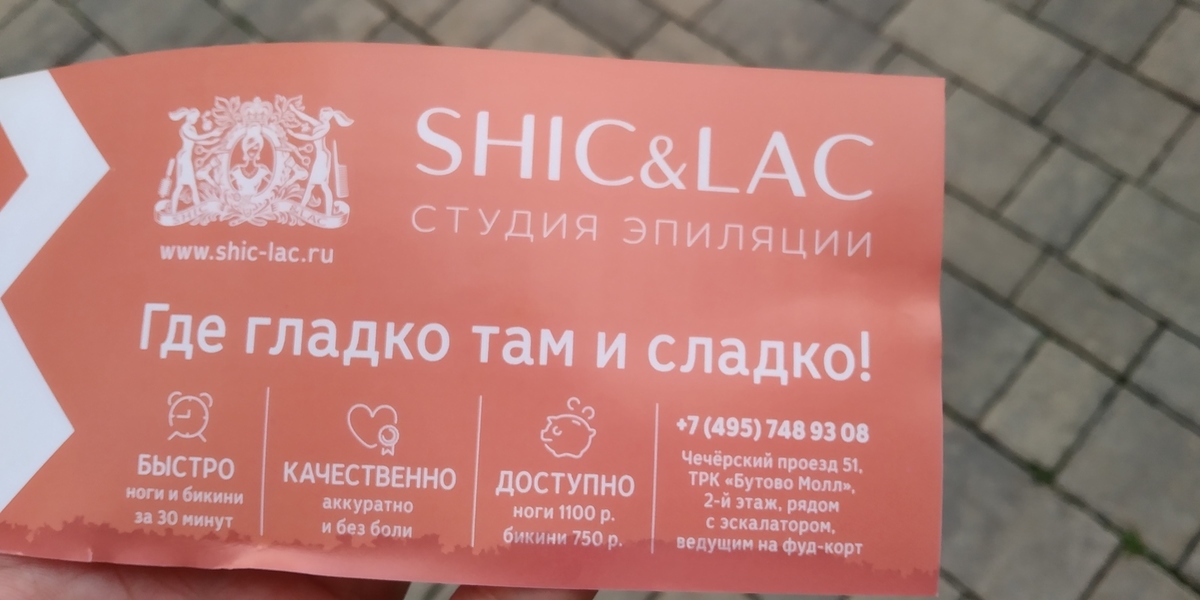 SHIC&LAC
СТУДИЯ ЭПИЛЯЦИИ
SHIC LAC
www.shic-lac.ru
Где гладко там и сладко!
БЫСТРО
ноги и бикини
за 30 минут
КАЧЕСТВЕННО
аккуратно
и без боли
ДОСТУПНО
ноги 1100 р.
бикини 750 р.
+7 (495) 748 93 08
Чечёрский проезд 51,
ТРК «Бутово Молл»,
2-й этаж, рядом
с эскалатором,
ведущим на фуд-корт